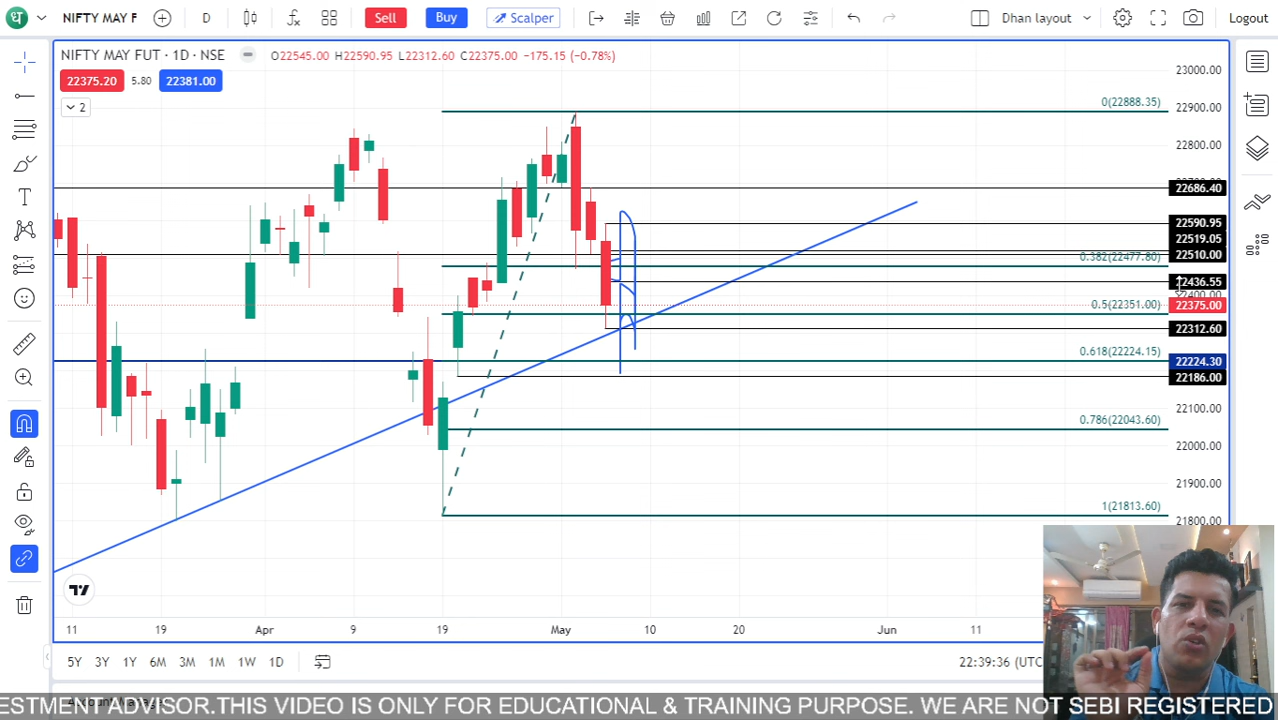 ध
NIFTY MAY F
D
Sell
Buy
Scalper
Dhan layout
Logout
NIFTY MAY FUT · 1D · NSE
O22545.00 H22590.95 L22312.60 C22375.00 −175.15 (−0.78%)
22375.20
5.80
22381.00
2
T
0(22888.35)
0.382(22477.80)
0.5(22351.00)
0.618(22224.15)
0.786(22043.60)
1(21813.60)
23000.00
22900.00
22800.00
22686.40
22590.95
22519.05
22510.00
22436.55
22375.00
22312.60
22224.30
22186.00
22100.00
22000.00
21900.00
21800.00
11
19
Apr
9
19
May
10
20
Jun
11
5Y
3Y
1Y
6M
3M
1M
1W
1D
22:39:36 (UTC
ESTMENT ADVISOR.THIS VIDEO IS ONLY FOR EDUCATIONAL & TRAINING PURPOSE. WE ARE NOT SEBI REGISTERED